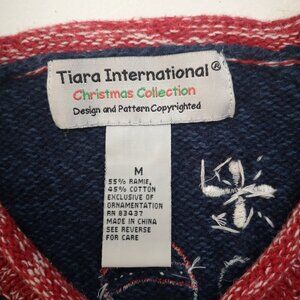 Tiara International®
Christmas Collection
Design and Pattern Copyrighted
M
55% RAMIE,
45% COTTON
EXCLUSIVE OF
ORNAMENTATION
RN 83437
MADE IN CHINA
SEE REVERSE
FOR CARE